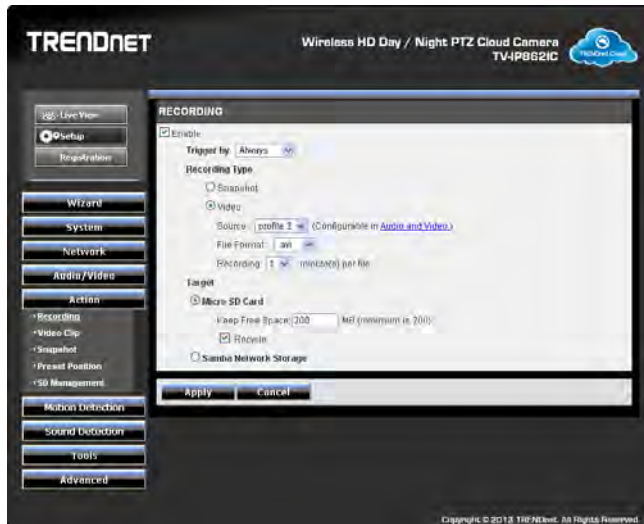 TRENDNET
Wireless HD Day / Night PTZ Cloud Camera
TV-IP862IC
TRENDnet Cloud
Live View
Setup
Registration
Wizard
System
Network
Audio/Video
Action
• Recording
• Video Clip
• Snapshot
• Preset Position
• SD Management
Motion Detection
Sound Detection
Tools
Advanced
RECORDING
Enable
Trigger by Always
Recording Type
Snapshot
Video
Source: profile 3 (Configurable in Audio and Video.)
File Format: avi
Recording: 1 minute(s) per file
Target
Micro SD Card
Keep Free Space: 200 MB (minimum is 200)
Recycle
Samba Network Storage
Apply Cancel
Copyright © 2013 TRENDnet. All Rights Reserved.